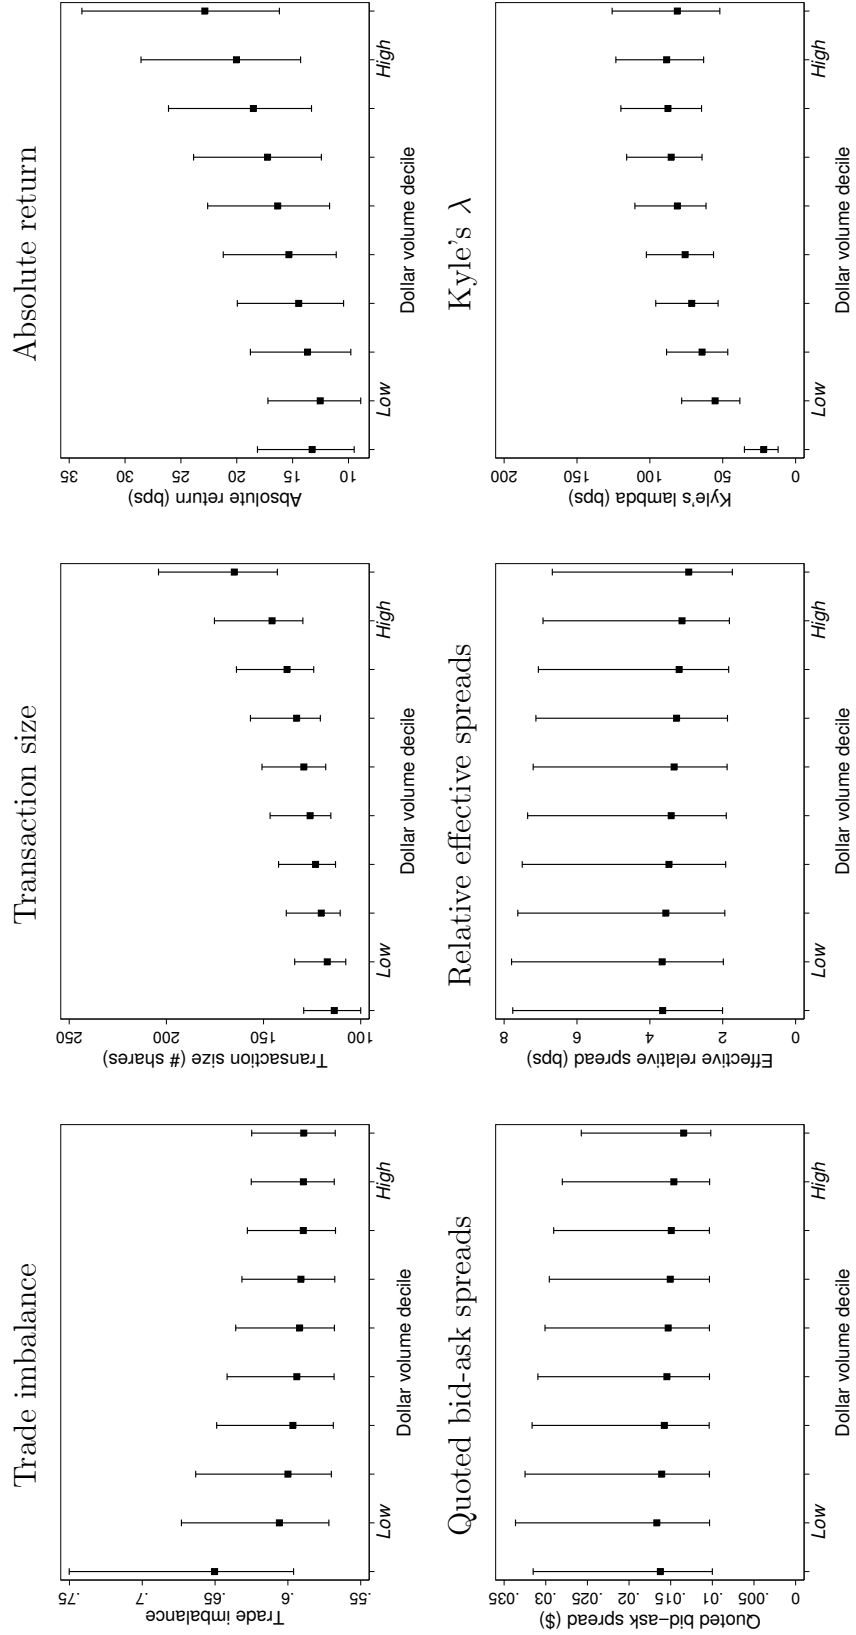 Trade imbalance
Trade imbalance
.75
.7
.65
.6
.55
Low
High
Dollar volume decile
Transaction size
Transaction size (# shares)
250
200
150
100
Low
High
Dollar volume decile
Absolute return
Absolute return (bps)
35
30
25
20
15
10
Low
High
Dollar volume decile
Quoted bid-ask spreads
Quoted bid−ask spread ($)
.035
.03
.025
.02
.015
.01
.005
0
Low
High
Dollar volume decile
Relative effective spreads
Effective relative spread (bps)
8
6
4
2
0
Low
High
Dollar volume decile
Kyle's λ
Kyle's lambda (bps)
200
150
100
50
0
Low
High
Dollar volume decile